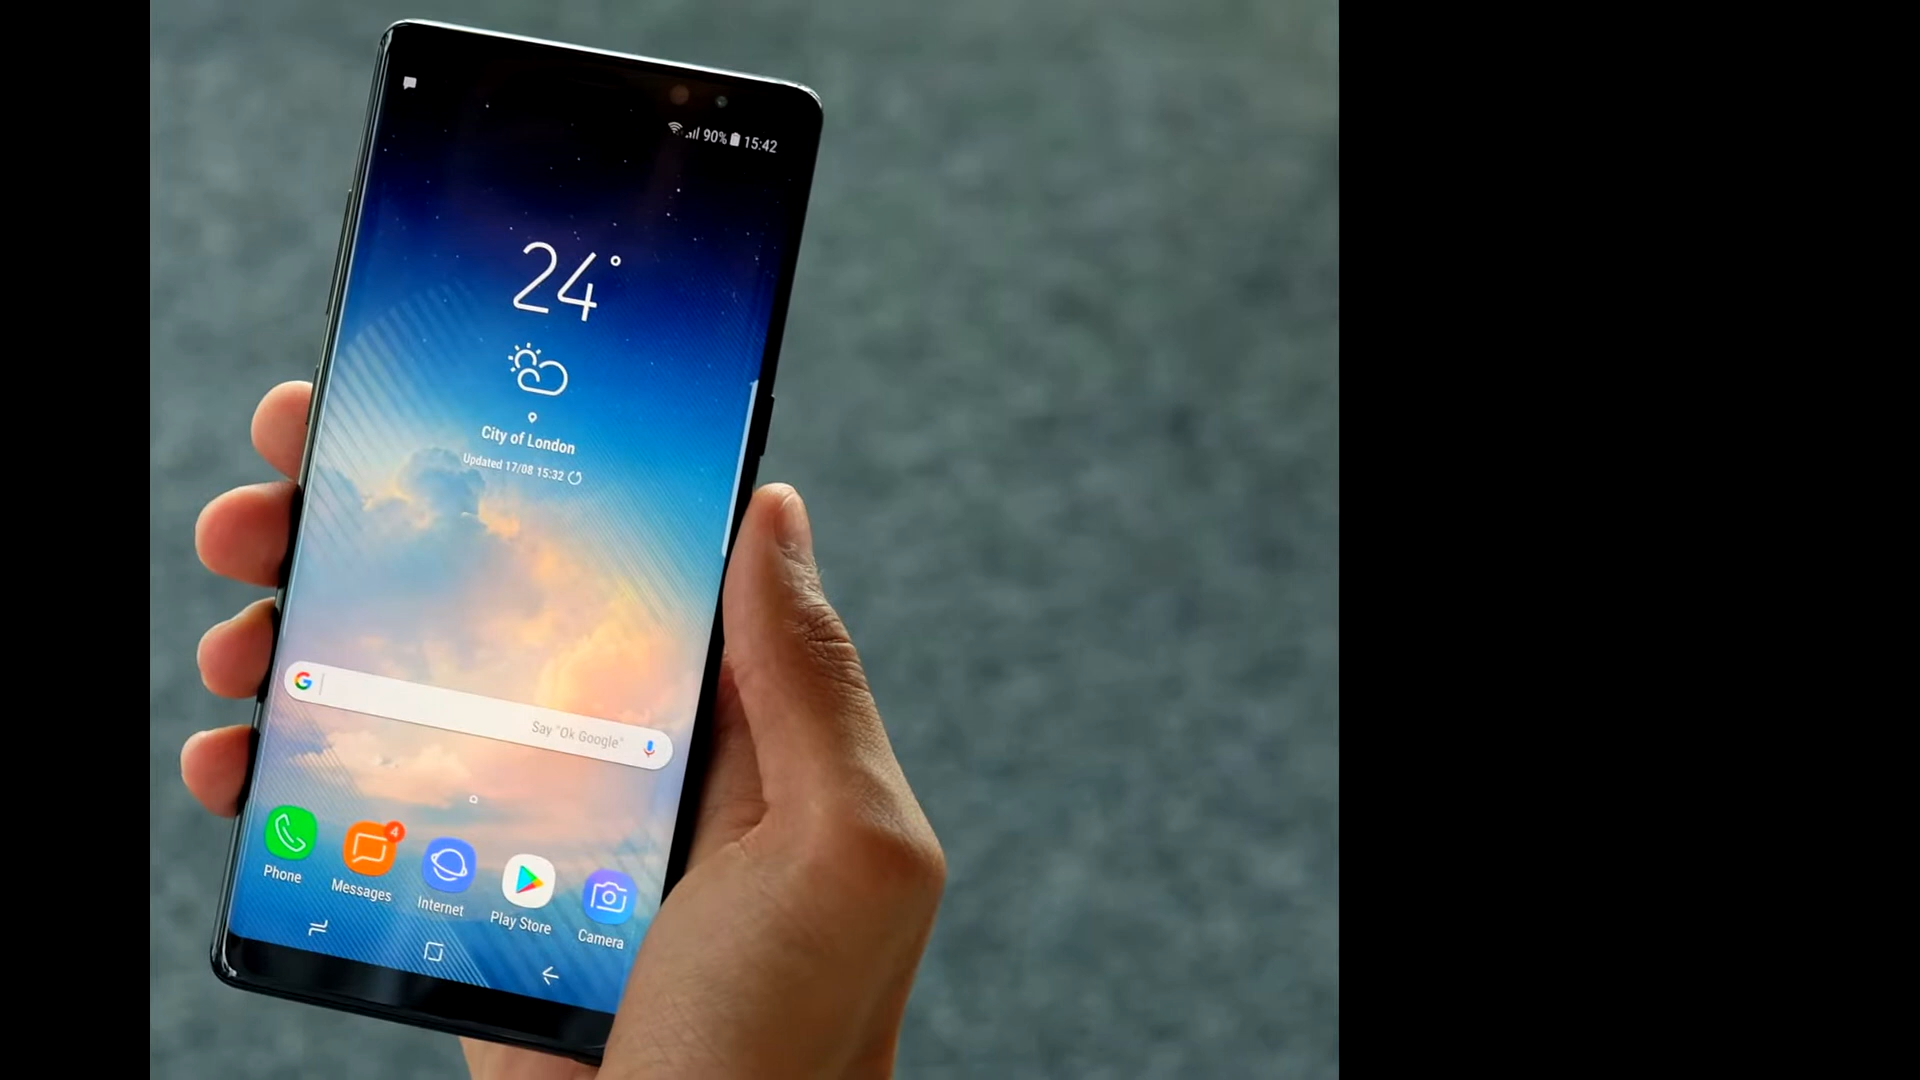 90% 15:42
24°
City of London
Updated 17/08 15:32
G
Say "Ok Google"
4
Phone
Messages
Internet
Play Store
Camera